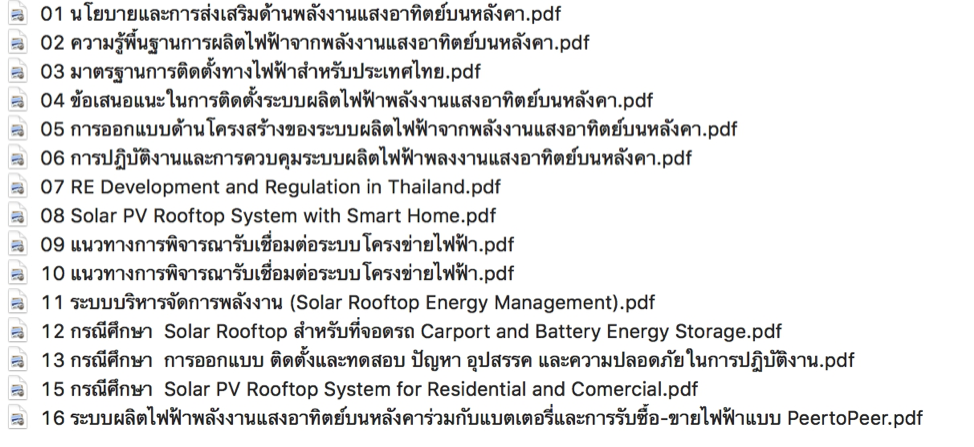 01 นโยบายและการส่งเสริมด้านพลังงานแสงอาทิตย์บนหลังคา.pdf
02 ความรู้พื้นฐานการผลิตไฟฟ้าจากพลังงานแสงอาทิตย์บนหลังคา.pdf
03 มาตรฐานการติดตั้งทางไฟฟ้าสำหรับประเทศไทย.pdf
04 ข้อเสนอแนะในการติดตั้งระบบผลิตไฟฟ้าพลังงานแสงอาทิตย์บนหลังคา.pdf
05 การออกแบบด้านโครงสร้างของระบบผลิตไฟฟ้าจากพลังงานแสงอาทิตย์บนหลังคา.pdf
06 การปฎิบัติงานและการควบคุมระบบผลิตไฟฟ้าพลงงานแสงอาทิตย์บนหลังคา.pdf
07 RE Development and Regulation in Thailand.pdf
08 Solar PV Rooftop System with Smart Home.pdf
09 แนวทางการพิจารณารับเชื่อมต่อระบบโครงข่ายไฟฟ้า.pdf
10 แนวทางการพิจารณารับเชื่อมต่อระบบโครงข่ายไฟฟ้า.pdf
11 ระบบบริหารจัดการพลังงาน (Solar Rooftop Energy Management).pdf
12 กรณีศึกษา  Solar Rooftop สำหรับที่จอดรถ Carport and Battery Energy Storage.pdf
13 กรณีศึกษา  การออกแบบ ติดตั้งและทดสอบ ปัญหา อุปสรรค และความปลอดภัยในการปฎิบัติงาน.pdf
15 กรณีศึกษา  Solar PV Rooftop System for Residential and Comercial.pdf
16 ระบบผลิตไฟฟ้าพลังงานแสงอาทิตย์บนหลังคาร่วมกับแบตเตอรี่และการรับซื้อ-ขายไฟฟ้าแบบ PeertoPeer.pdf